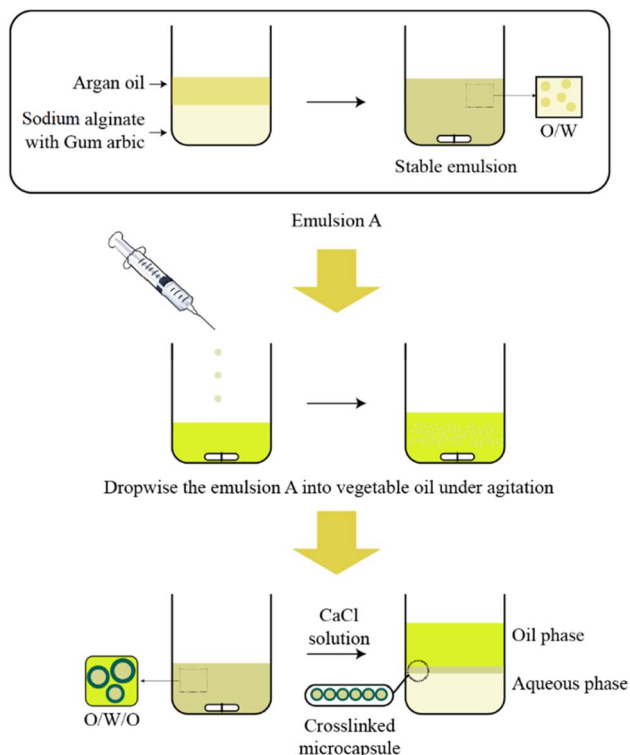 Argan oil
Sodium alginate
with Gum arbic
O/W
Stable emulsion
Emulsion A
Dropwise the emulsion A into vegetable oil under agitation
CaCl
solution
Oil phase
Aqueous phase
O/W/O
Crosslinked
microcapsule